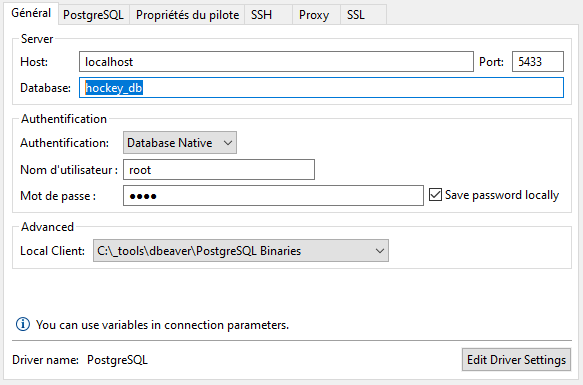 Général PostgreSQL Propriétés du pilote SSH Proxy SSL
Server
Host: localhost Port: 5433
Database: hockey_db
Authentification
Authentification: Database Native
Nom d'utilisateur : root
Mot de passe : ●●●● Save password locally
Advanced
Local Client: C:\_tools\dbeaver\PostgreSQL Binaries
You can use variables in connection parameters.
Driver name: PostgreSQL Edit Driver Settings